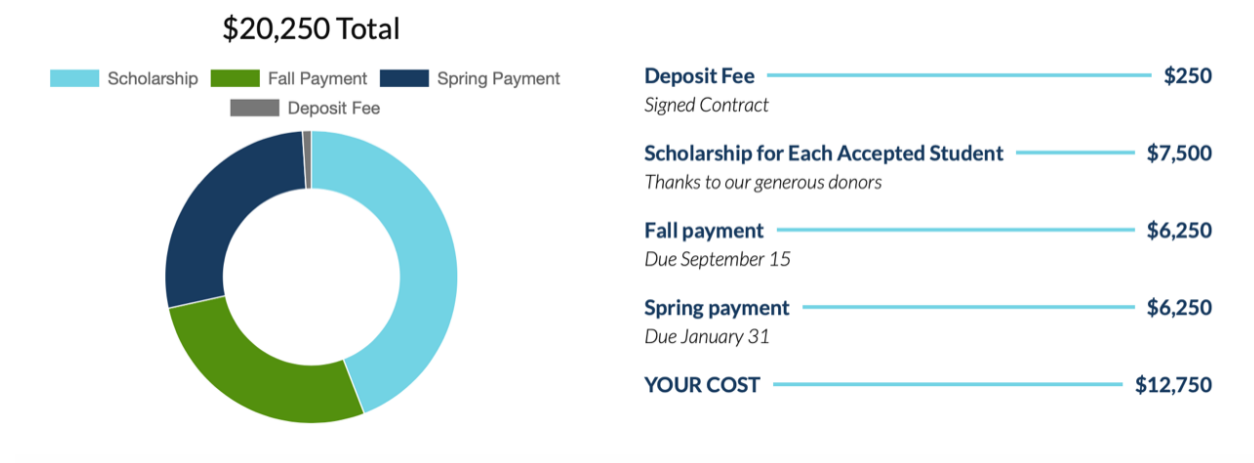 $20,250 Total
Scholarship Fall Payment Spring Payment
Deposit Fee
Deposit Fee $250
Signed Contract
Scholarship for Each Accepted Student $7,500
Thanks to our generous donors
Fall payment $6,250
Due September 15
Spring payment $6,250
Due January 31
YOUR COST $12,750